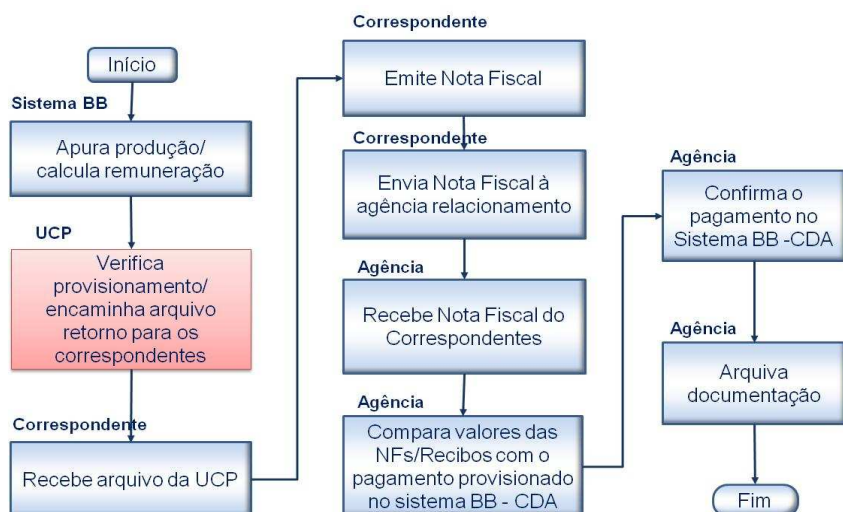 Início
Sistema BB
Apura produção/
calcula remuneração
UCP
Verifica
provisionamento/
encaminha arquivo
retorno para os
correspondentes
Correspondente
Recebe arquivo da UCP
Correspondente
Emite Nota Fiscal
Correspondente
Envia Nota Fiscal à
agência relacionamento
Agência
Recebe Nota Fiscal do
Correspondentes
Agência
Compara valores das
NFs/Recibos com o
pagamento provisionado
no sistema BB - CDA
Agência
Confirma o
pagamento no
Sistema BB -CDA
Agência
Arquiva
documentação
Fim